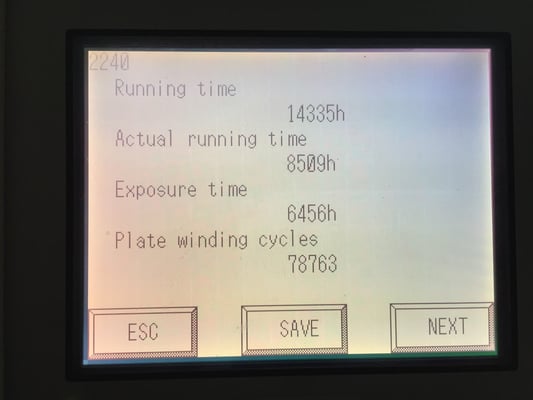 2240
Running time
14335h
Actual running time
8509h
Exposure time
6456h
Plate winding cycles
78763
ESC
SAVE
NEXT